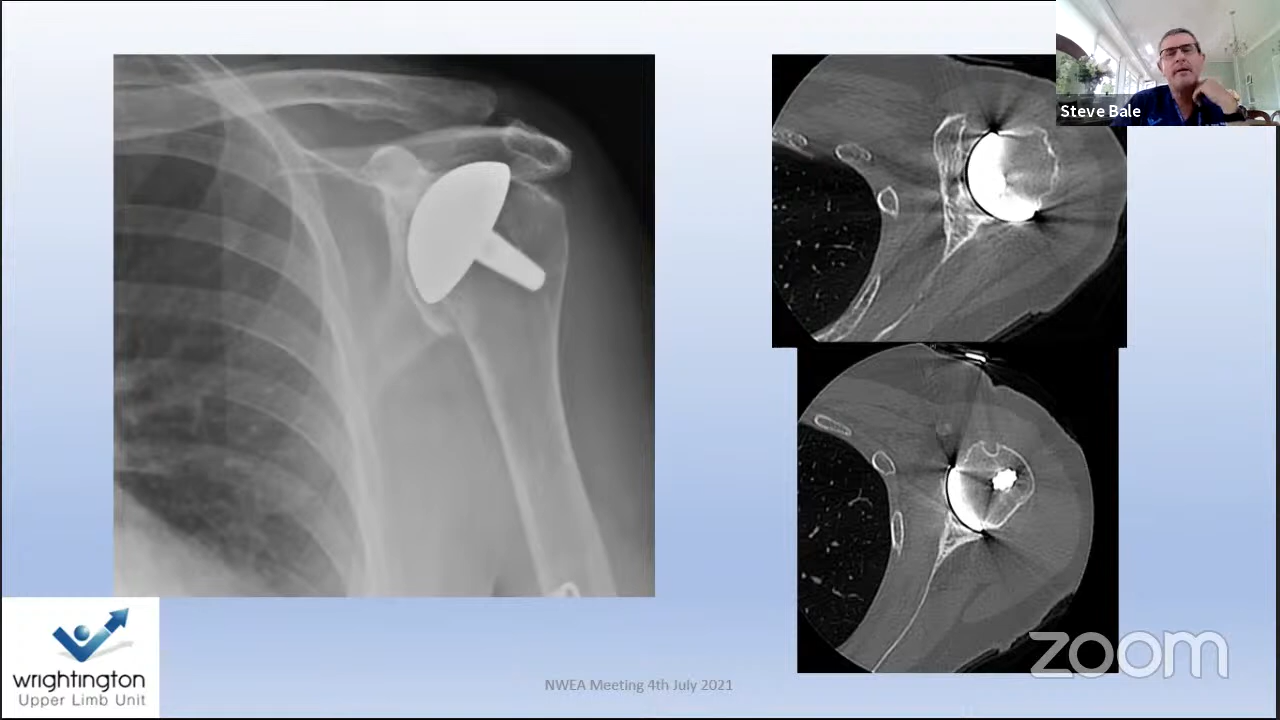 Steve Bale
wrightington
Upper Limb Unit
NWEA Meeting 4th July 2021
zoom